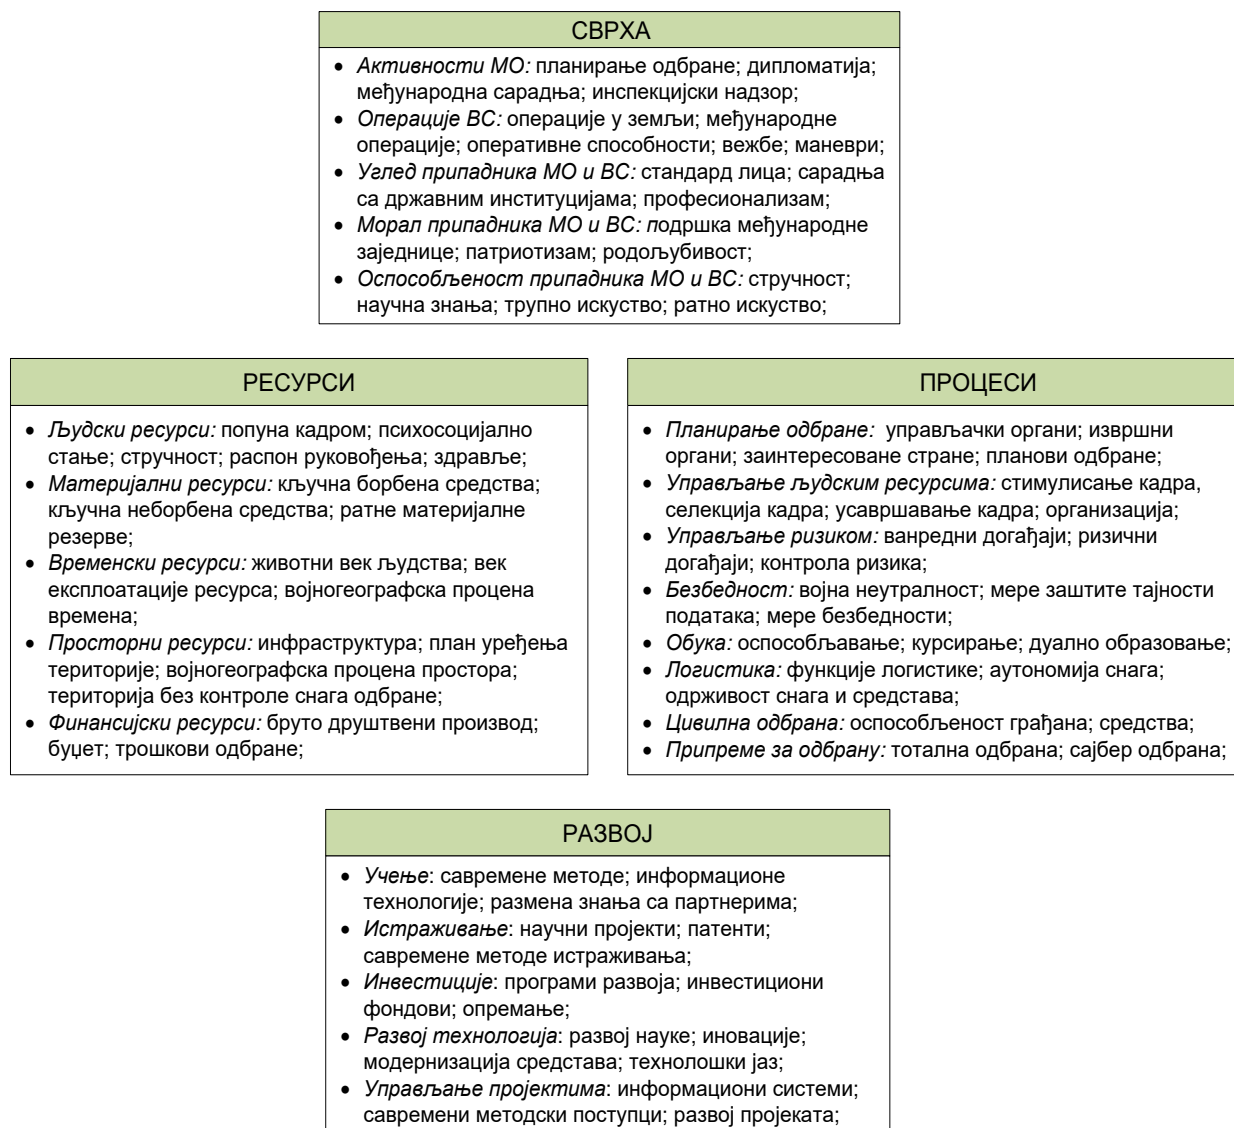 СВРХА
• Активности МО: планирање одбране; дипломатија;
међународна сарадња; инспекцијски надзор;
• Операције ВС: операције у земљи; међународне
операције; оперативне способности; вежбе; маневри;
• Углед припадника МО и ВС: стандард лица; сарадња
са државним институцијама; професионализам;
• Морал припадника МО и ВС: подршка међународне
заједнице; патриотизам; родољубивост;
• Оспособљеност припадника МО и ВС: стручност;
научна знања; трупно искуство; ратно искуство;
РЕСУРСИ
• Људски ресурси: попуна кадром; психосоцијално
стање; стручност; распон руковођења; здравље;
• Материјални ресурси: кључна борбена средства;
кључна неборбена средства; ратне материјалне
резерве;
• Временски ресурси: животни век људства; век
експлоатације ресурса; војногеографска процена
времена;
• Просторни ресурси: инфраструктура; план уређења
територије; војногеографска процена простора;
територија без контроле снага одбране;
• Финансијски ресурси: бруто друштвени производ;
буџет; трошкови одбране;
ПРОЦЕСИ
• Планирање одбране: управљачки органи; извршни
органи; заинтересоване стране; планови одбране;
• Управљање људским ресурсима: стимулисање кадра,
селекција кадра; усавршавање кадра; организација;
• Управљање ризиком: ванредни догађаји; ризични
догађаји; контрола ризика;
• Безбедност: војна неутралност; мере заштите тајности
података; мере безбедности;
• Обука: оспособљавање; курсирање; дуално образовање;
• Логистика: функције логистике; аутономија снага;
одрживост снага и средстава;
• Цивилна одбрана: оспособљеност грађана; средства;
• Припреме за одбрану: тотална одбрана; сајбер одбрана;
РАЗВОЈ
• Учење: савремене методе; информационе
технологије; размена знања са партнерима;
• Истраживање: научни пројекти; патенти;
савремене методе истраживања;
• Инвестиције: програми развоја; инвестициони
фондови; опремање;
• Развој технологија: развој науке; иновације;
модернизација средстава; технолошки јаз;
• Управљање пројектима: информациони системи;
савремени методски поступци; развој пројеката;